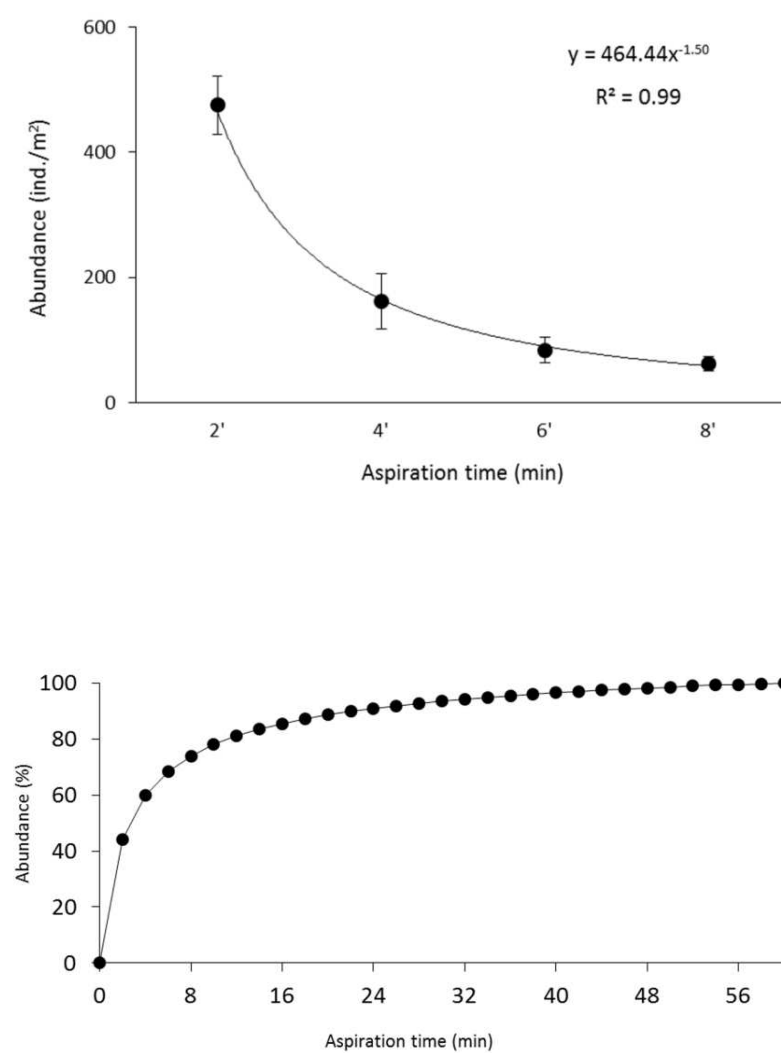 600
y = 464.44x^-1.50
R² = 0.99
400
200
0
Abundance (ind./m²)
2' 4' 6' 8'
Aspiration time (min)
100
80
60
40
20
0
Abundance (%)
0 8 16 24 32 40 48 56
Aspiration time (min)